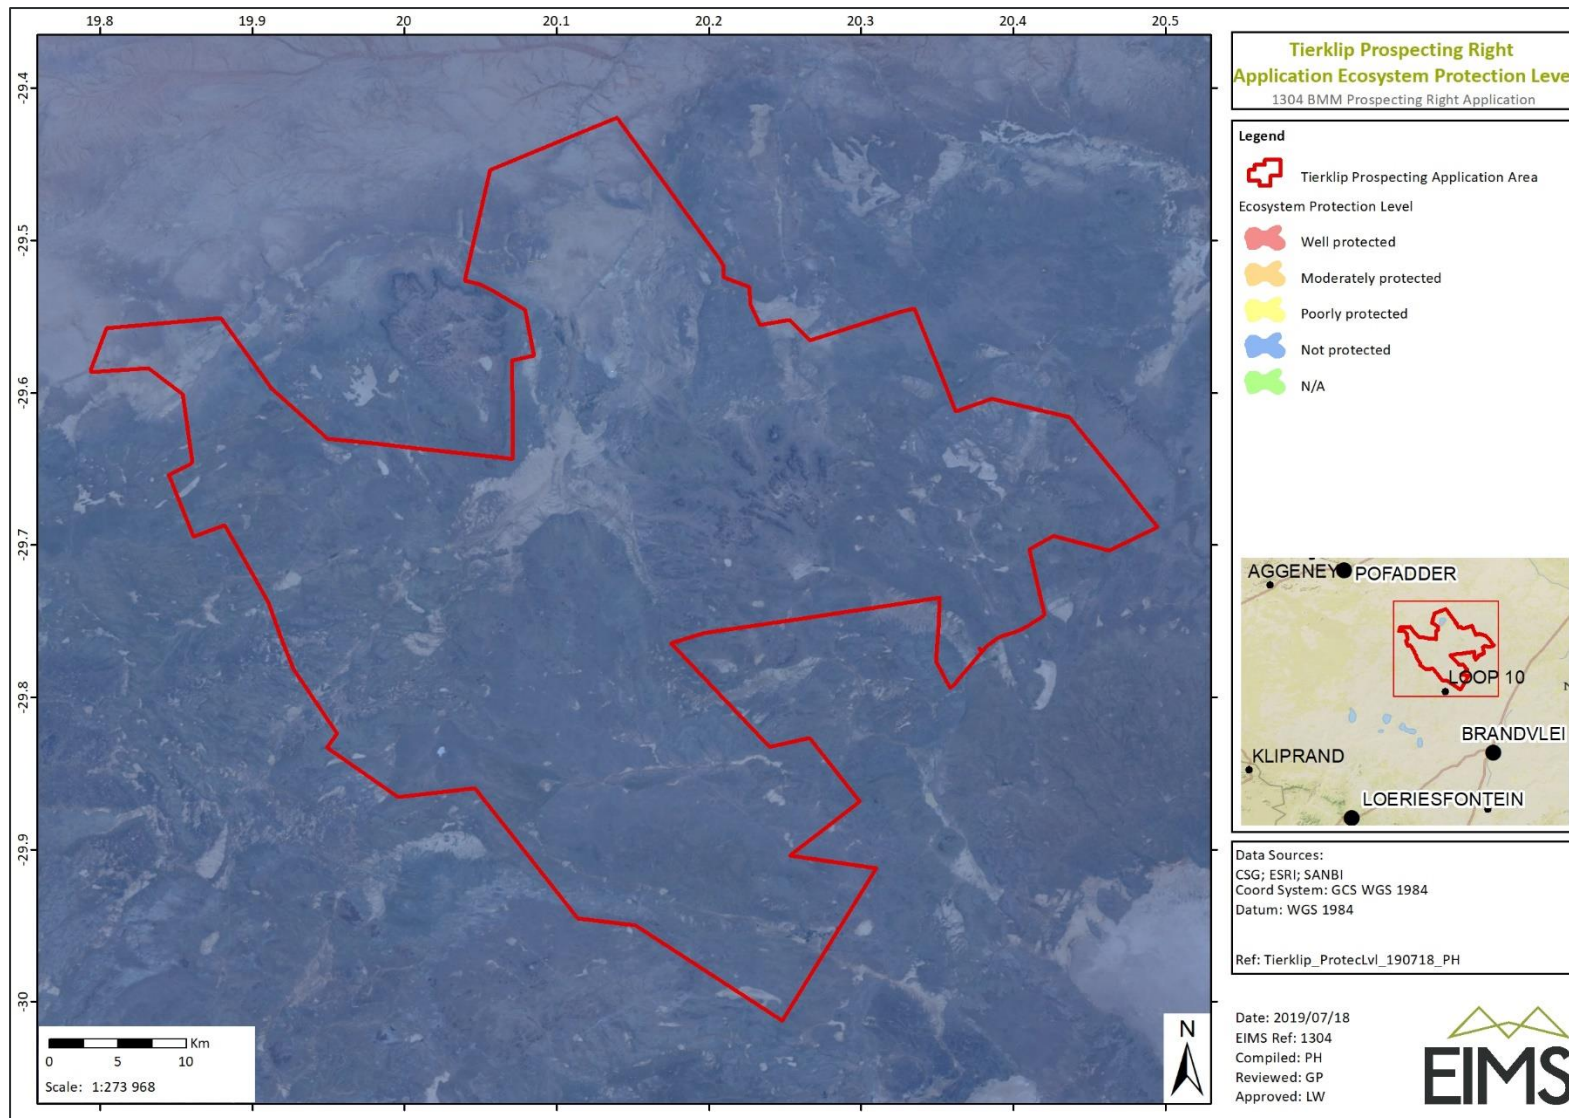 19.8 19.9 20 20.1 20.2 20.3 20.4 20.5
-29.4
-29.5
-29.6
-29.7
-29.8
-29.9
-30
Km
0 5 10
Scale: 1:273 968
N
Tierklip Prospecting Right
Application Ecosystem Protection Leve
1304 BMM Prospecting Right Application
Legend
Tierklip Prospecting Application Area
Ecosystem Protection Level
Well protected
Moderately protected
Poorly protected
Not protected
N/A
AGGENEY
POFADDER
LOOP 10
BRANDVLEI
KLIPRAND
LOERIESFONTEIN
Data Sources:
CSG; ESRI; SANBI
Coord System: GCS WGS 1984
Datum: WGS 1984
Ref: Tierklip_ProtecLvl_190718_PH
Date: 2019/07/18
EIMS Ref: 1304
Compiled: PH
Reviewed: GP
Approved: LW
EIMS